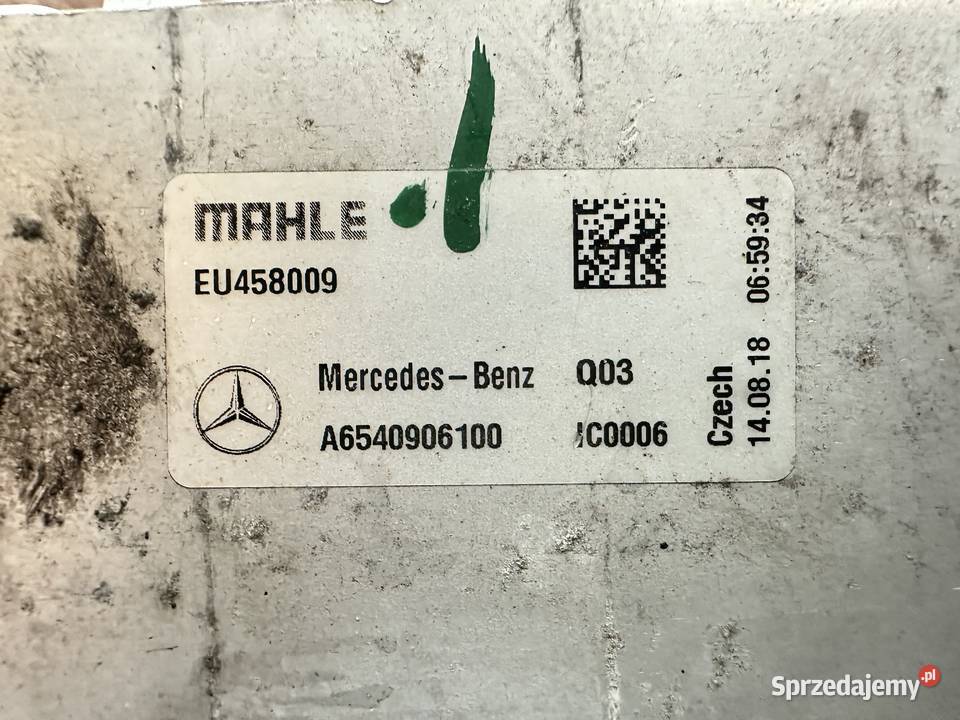 MAHLE
EU458009
Mercedes-Benz Q03
A6540906100 IC0006
Czech
14.08.18 06:59:34
Sprzedajemy.pl